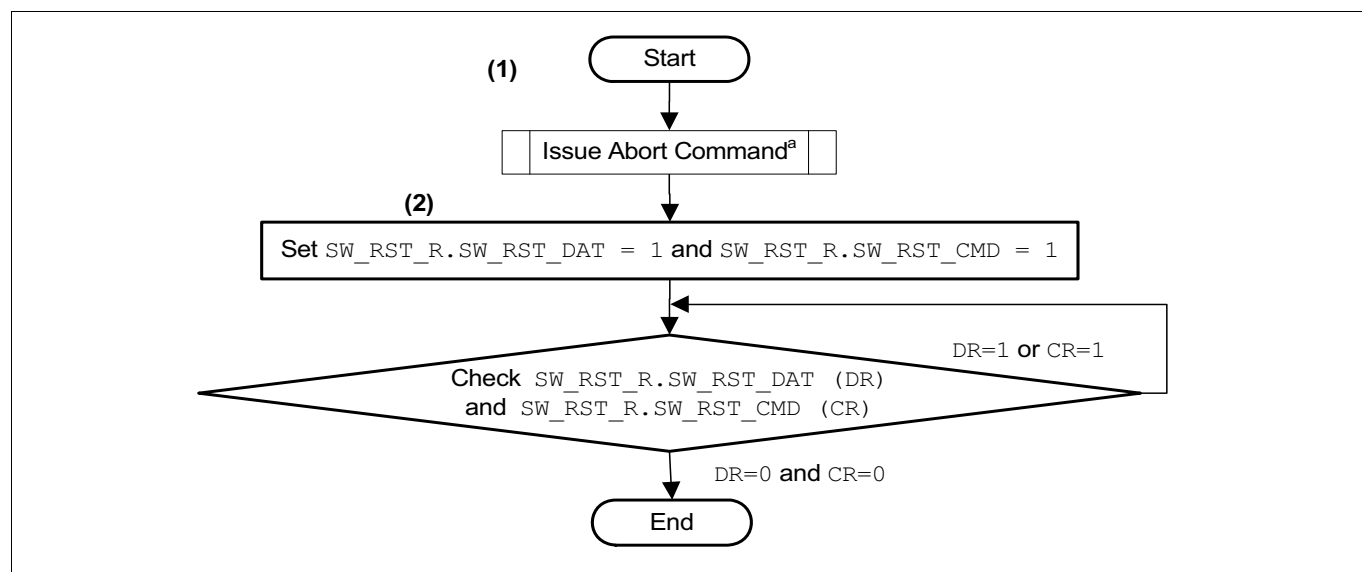 (1)
Start
Issue Abort Commandᵃ
(2)
Set SW_RST_R.SW_RST_DAT = 1 and SW_RST_R.SW_RST_CMD = 1
DR=1 or CR=1
Check SW_RST_R.SW_RST_DAT (DR)
and SW_RST_R.SW_RST_CMD (CR)
DR=0 and CR=0
End